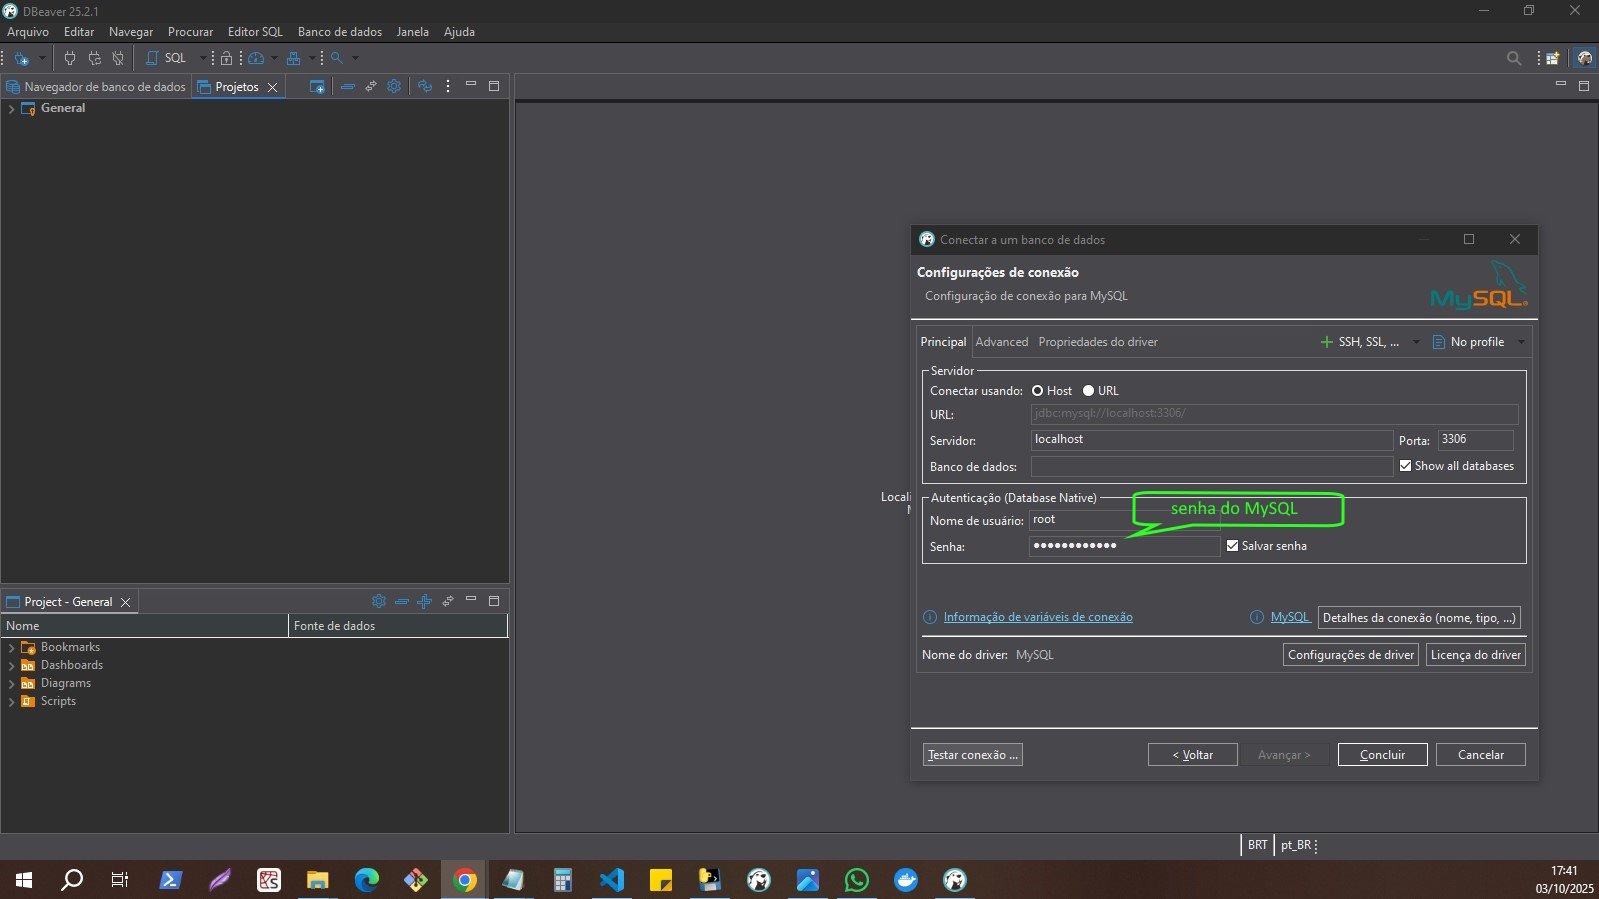 DBeaver 25.2.1
Arquivo Editar Navegar Procurar Editor SQL Banco de dados Janela Ajuda
SQL
Navegador de banco de dados Projetos
General
Conectar a um banco de dados
Configurações de conexão
Configuração de conexão para MySQL
MySQL
Principal Advanced Propriedades do driver SSH, SSL, ... No profile
Servidor
Conectar usando: Host URL
URL: jdbc:mysql://localhost:3306/
Servidor: localhost Porta: 3306
Banco de dados: Show all databases
Locali
Autenticação (Database Native)
senha do MySQL
Nome de usuário: root
Senha: •••••••••••• Salvar senha
Informação de variáveis de conexão MySQL Detalhes da conexão (nome, tipo, ...)
Nome do driver: MySQL Configurações de driver Licença do driver
Testar conexão ... < Voltar Avançar > Concluir Cancelar
Project - General
Nome Fonte de dados
Bookmarks
Dashboards
Diagrams
Scripts
BRT pt_BR
17:41
03/10/2025